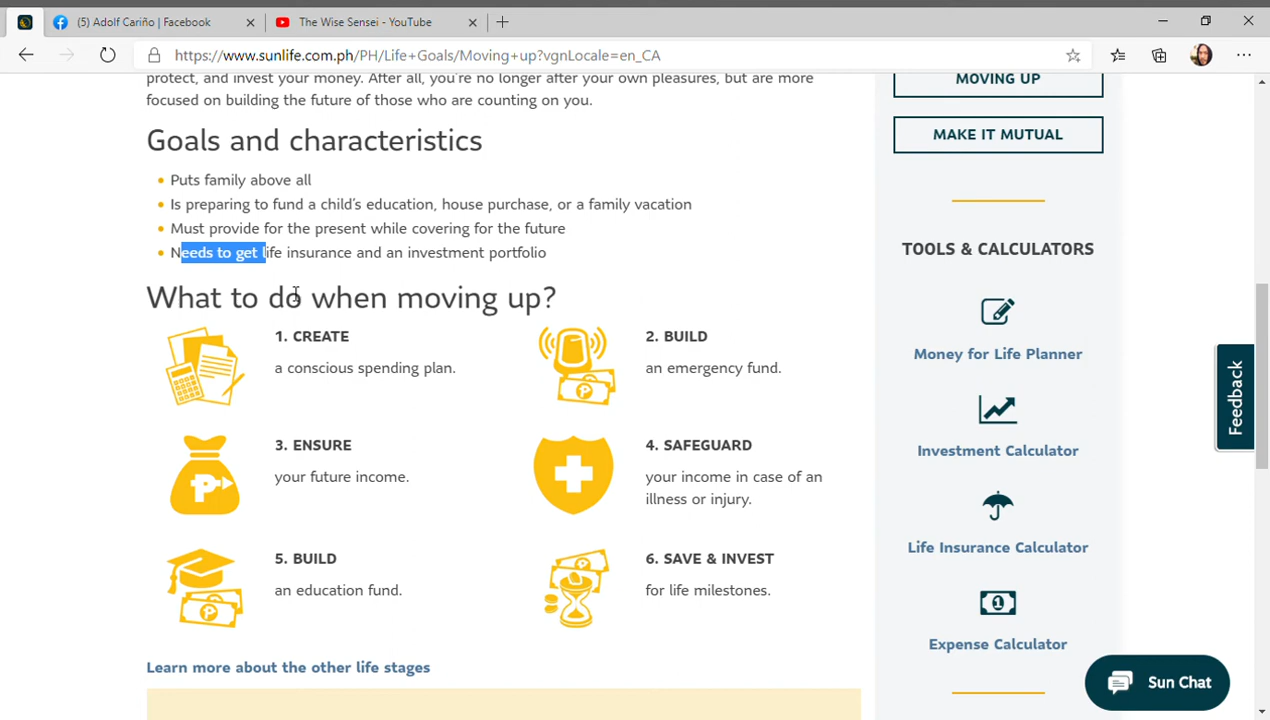 (5) Adolf Cariño | Facebook
The Wise Sensei - YouTube
https://www.sunlife.com.ph/PH/Life+Goals/Moving+up?vgnLocale=en_CA
protect, and invest your money. After all, you're no longer after your own pleasures, but are more
focused on building the future of those who are counting on you.
Goals and characteristics
Puts family above all
Is preparing to fund a child's education, house purchase, or a family vacation
Must provide for the present while covering for the future
Needs to get life insurance and an investment portfolio
What to do when moving up?
1. CREATE
a conscious spending plan.
2. BUILD
an emergency fund.
3. ENSURE
your future income.
4. SAFEGUARD
your income in case of an
illness or injury.
5. BUILD
an education fund.
6. SAVE & INVEST
for life milestones.
Learn more about the other life stages
MOVING UP
MAKE IT MUTUAL
TOOLS & CALCULATORS
Money for Life Planner
Investment Calculator
Life Insurance Calculator
Expense Calculator
Feedback
Sun Chat